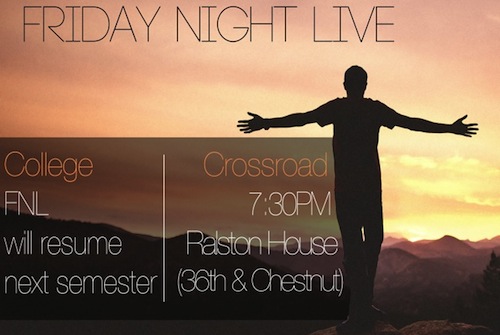 FRIDAY NIGHT LIVE
College
FNL
will resume
next semester
Crossroad
7:30PM
Ralston House
(36th & Chestnut)